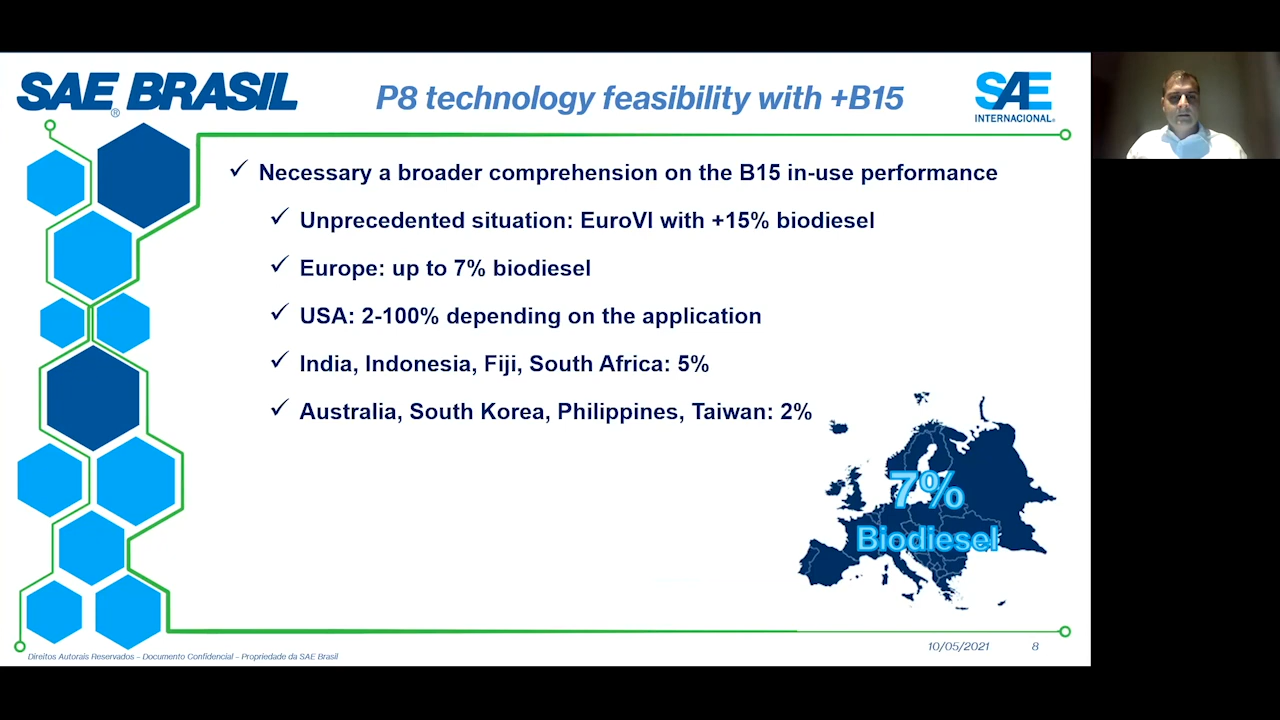 SAE BRASIL®
P8 technology feasibility with +B15
SAE
INTERNACIONAL®
✓ Necessary a broader comprehension on the B15 in-use performance
✓ Unprecedented situation: EuroVI with +15% biodiesel
✓ Europe: up to 7% biodiesel
✓ USA: 2-100% depending on the application
✓ India, Indonesia, Fiji, South Africa: 5%
✓ Australia, South Korea, Philippines, Taiwan: 2%
7%
Biodiesel
10/05/2021 8
Direitos Autorais Reservados – Documento Confidencial – Propriedade da SAE Brasil